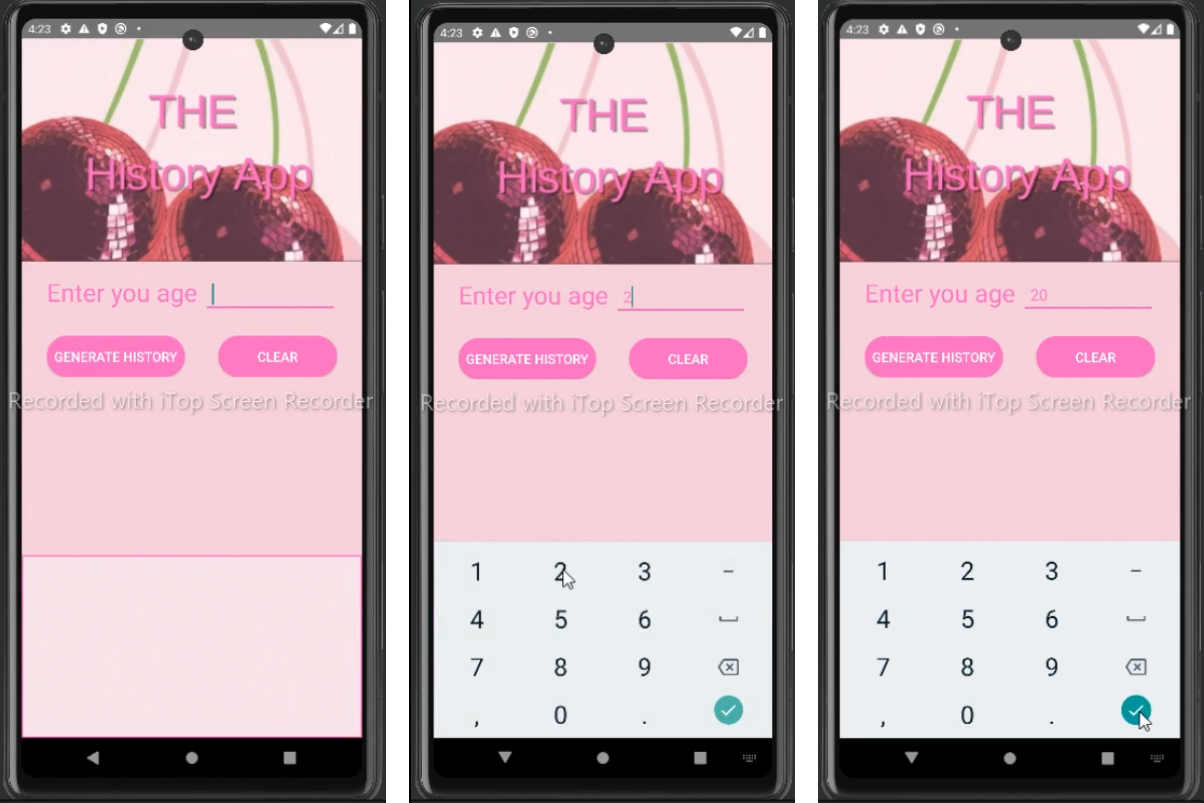 4:23
THE
History App
Enter you age
GENERATE HISTORY CLEAR
Recorded with iTop Screen Recorder
4:23
THE
History App
Enter you age 2
GENERATE HISTORY CLEAR
Recorded with iTop Screen Recorder
1 2 3 -
4 5 6
7 8 9
, 0 .
4:23
THE
History App
Enter you age 20
GENERATE HISTORY CLEAR
Recorded with iTop Screen Recorder
1 2 3 -
4 5 6
7 8 9
, 0 .